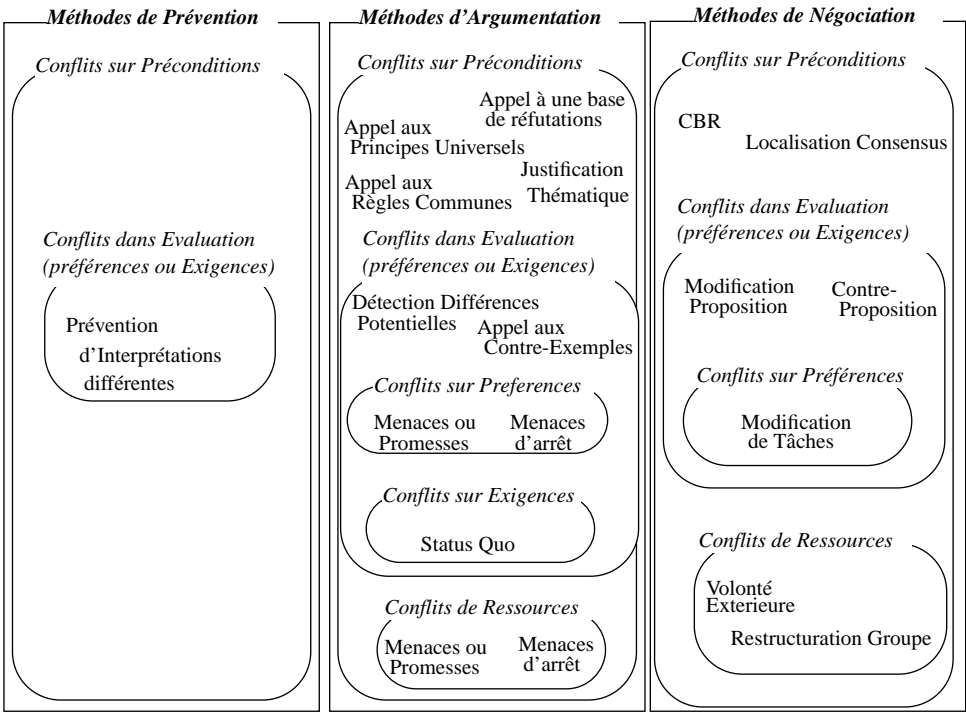 Méthodes de Prévention
Conflits sur Préconditions
Conflits dans Evaluation
(préférences ou Exigences)
Prévention
d'Interprétations
différentes
Méthodes d'Argumentation
Conflits sur Préconditions
Appel à une base
de réfutations
Appel aux
Principes Universels
Justification
Thématique
Appel aux
Règles Communes
Conflits dans Evaluation
(préférences ou Exigences)
Détection Différences
Potentielles
Appel aux
Contre-Exemples
Conflits sur Preferences
Menaces ou
Promesses
Menaces
d'arrêt
Conflits sur Exigences
Status Quo
Conflits de Ressources
Menaces ou
Promesses
Menaces
d'arrêt
Méthodes de Négociation
Conflits sur Préconditions
CBR
Localisation Consensus
Conflits dans Evaluation
(préférences ou Exigences)
Modification
Proposition
Contre-
Proposition
Conflits sur Préférences
Modification
de Tâches
Conflits de Ressources
Volonté
Exterieure
Restructuration Groupe